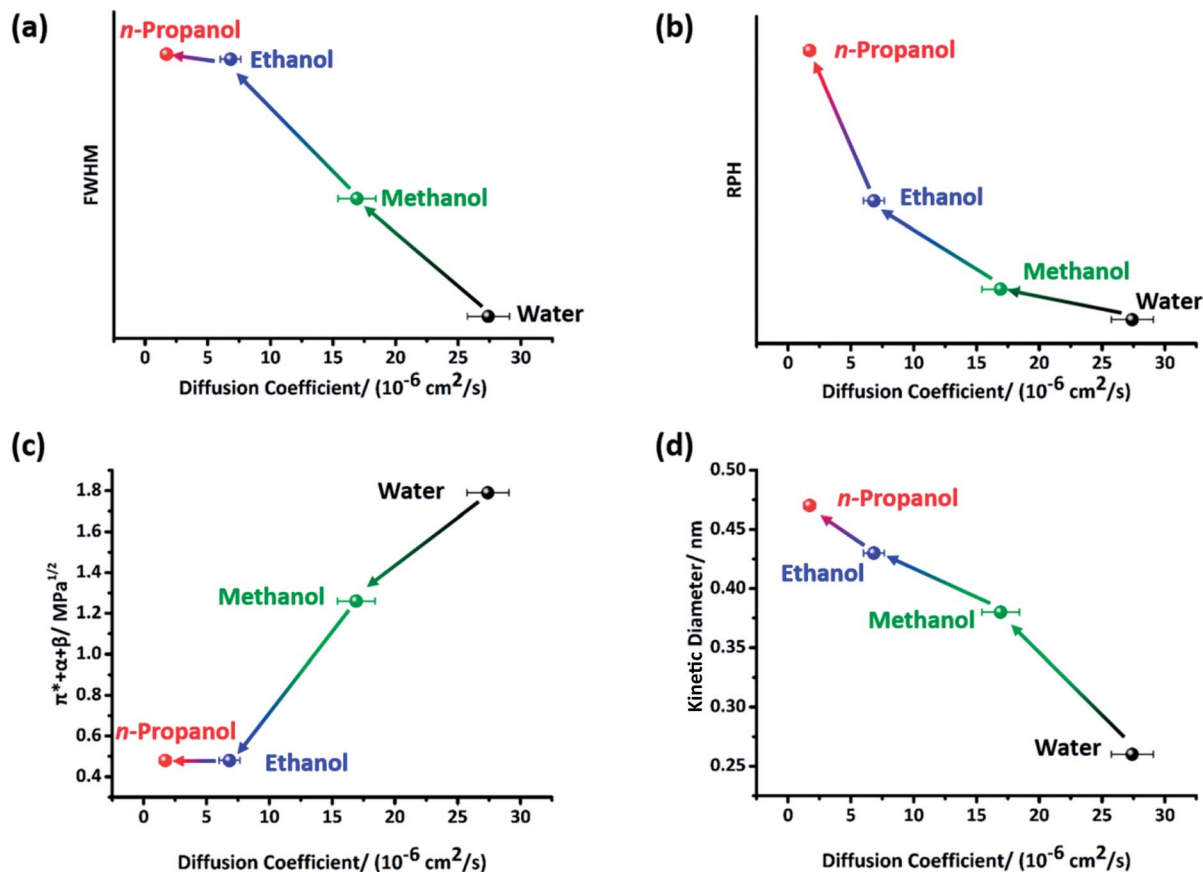 (a)
n-Propanol
Ethanol
Methanol
Water
FWHM
0 5 10 15 20 25 30
Diffusion Coefficient/ (10⁻⁶ cm²/s)
(b)
n-Propanol
Ethanol
Methanol
Water
RPH
0 5 10 15 20 25 30
Diffusion Coefficient/ (10⁻⁶ cm²/s)
(c)
1.8
1.6
1.4
1.2
1.0
0.8
0.6
0.4
π*+α+β/ MPa¹ᐟ²
Water
Methanol
n-Propanol
Ethanol
0 5 10 15 20 25 30
Diffusion Coefficient/ (10⁻⁶ cm²/s)
(d)
0.50
0.45
0.40
0.35
0.30
0.25
Kinetic Diameter/ nm
n-Propanol
Ethanol
Methanol
Water
0 5 10 15 20 25 30
Diffusion Coefficient/ (10⁻⁶ cm²/s)